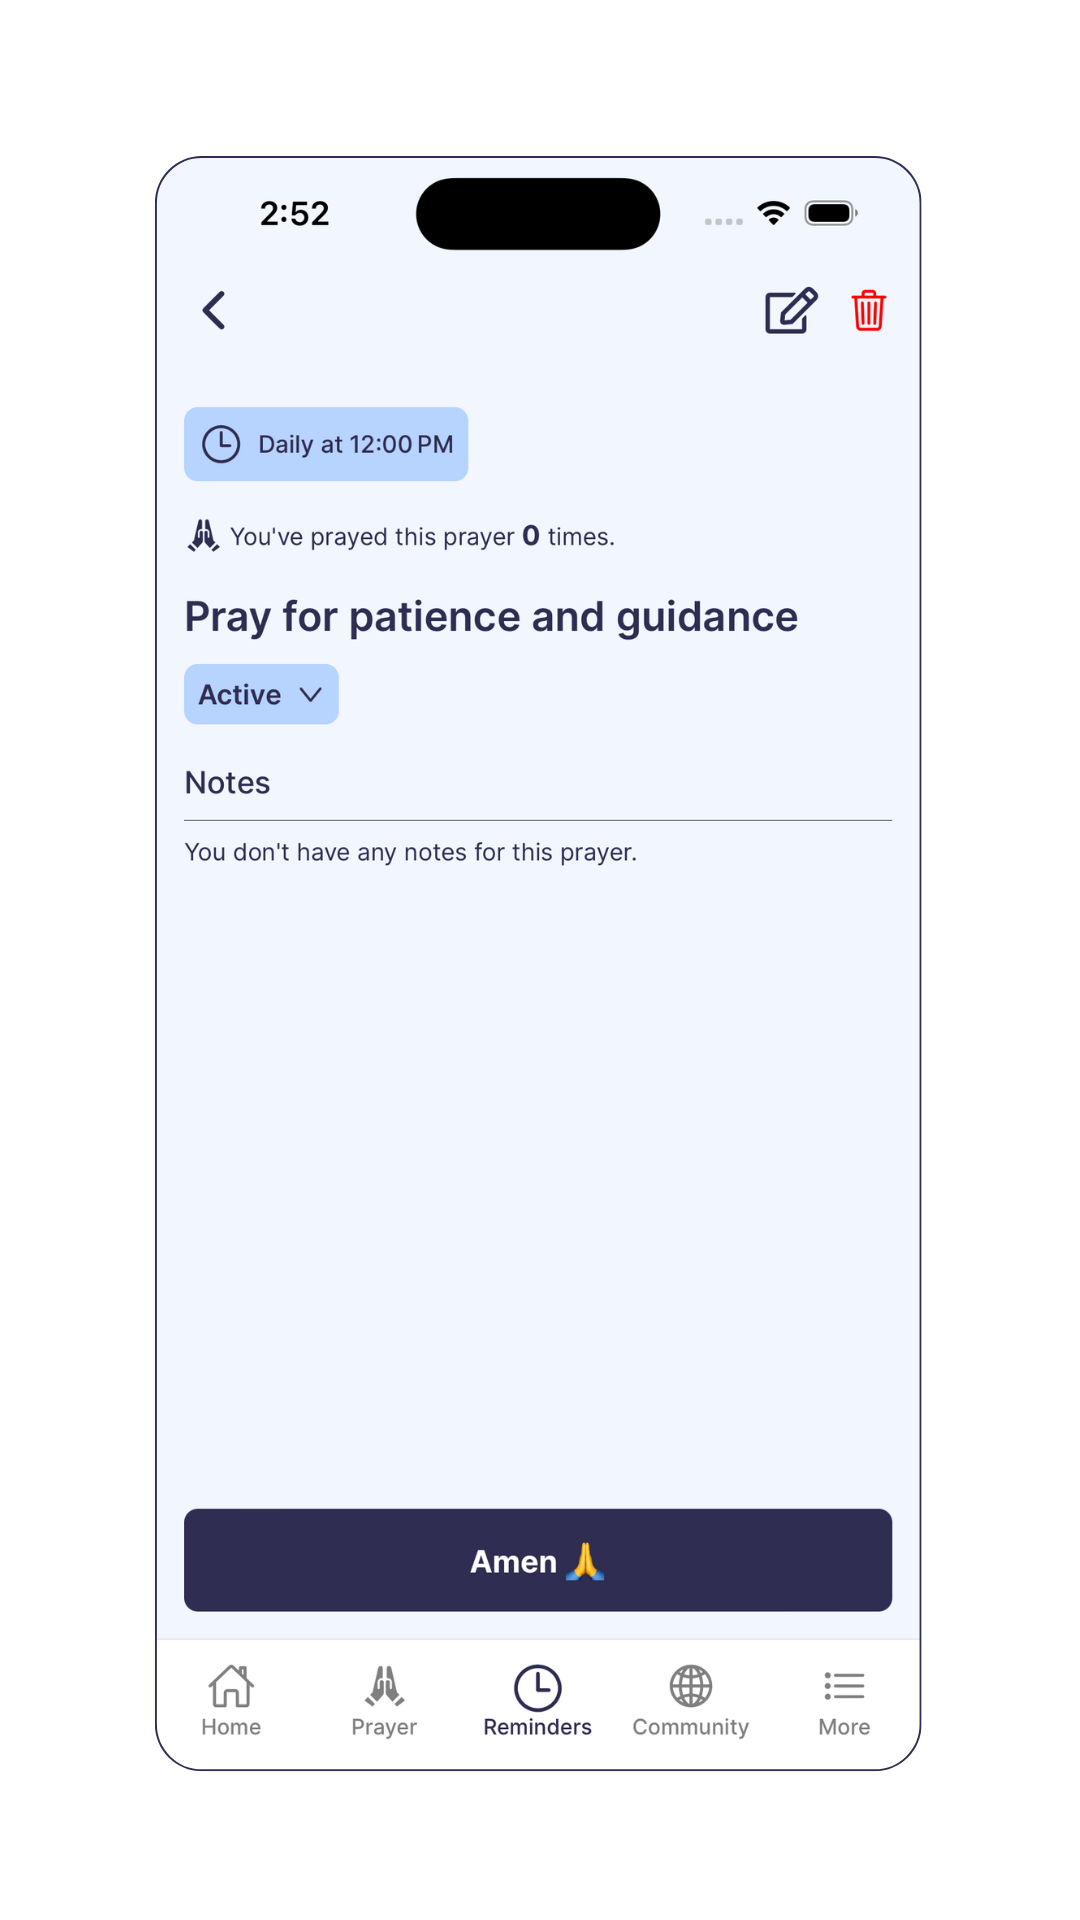 2:52
Daily at 12:00 PM
You've prayed this prayer 0 times.
Pray for patience and guidance
Active
Notes
You don't have any notes for this prayer.
Amen 🙏
Home
Prayer
Reminders
Community
More